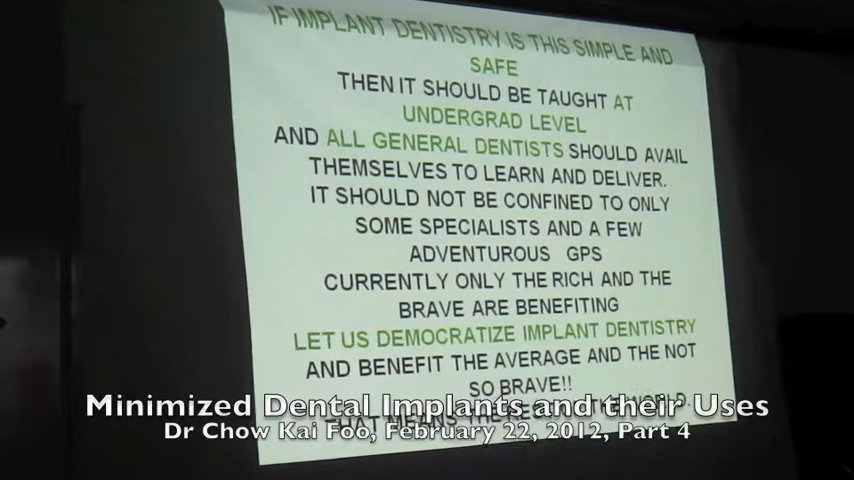 IF IMPLANT DENTISTRY IS THIS SIMPLE AND
SAFE
THEN IT SHOULD BE TAUGHT AT
UNDERGRAD LEVEL
AND ALL GENERAL DENTISTS SHOULD AVAIL
THEMSELVES TO LEARN AND DELIVER.
IT SHOULD NOT BE CONFINED TO ONLY
SOME SPECIALISTS AND A FEW
ADVENTUROUS GPS
CURRENTLY ONLY THE RICH AND THE
BRAVE ARE BENEFITING
LET US DEMOCRATIZE IMPLANT DENTISTRY
AND BENEFIT THE AVERAGE AND THE NOT
SO BRAVE!!
MEANS THE WORLD.
Minimized Dental Implants and their Uses
Dr Chow Kai Foo, February 22, 2012, Part 4